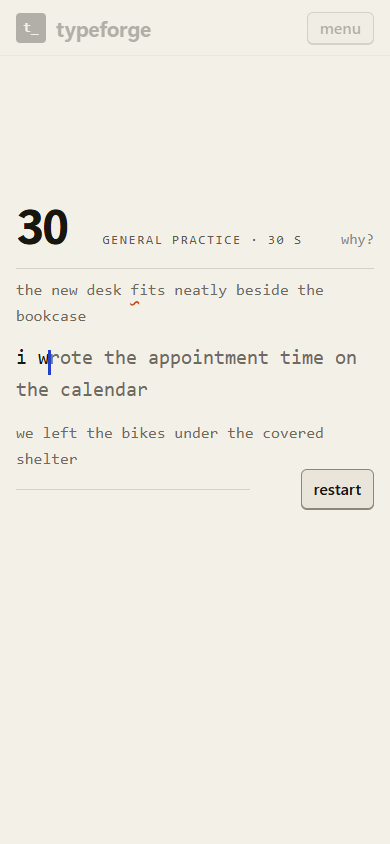 t_ typeforge menu
30 GENERAL PRACTICE · 30 S why?
the new desk fits neatly beside the
bookcase
i wrote the appointment time on
the calendar
we left the bikes under the covered
shelter
restart